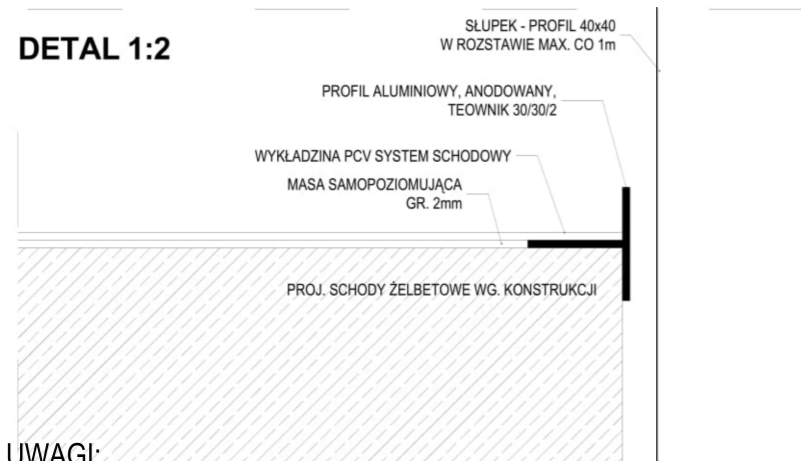 DETAL 1:2
SŁUPEK - PROFIL 40x40
W ROZSTAWIE MAX. CO 1m
PROFIL ALUMINIOWY, ANODOWANY,
TEOWNIK 30/30/2
WYKŁADZINA PCV SYSTEM SCHODOWY
MASA SAMOPOZIOMUJĄCA
GR. 2mm
PROJ. SCHODY ŻELBETOWE WG. KONSTRUKCJI
UWAGI: